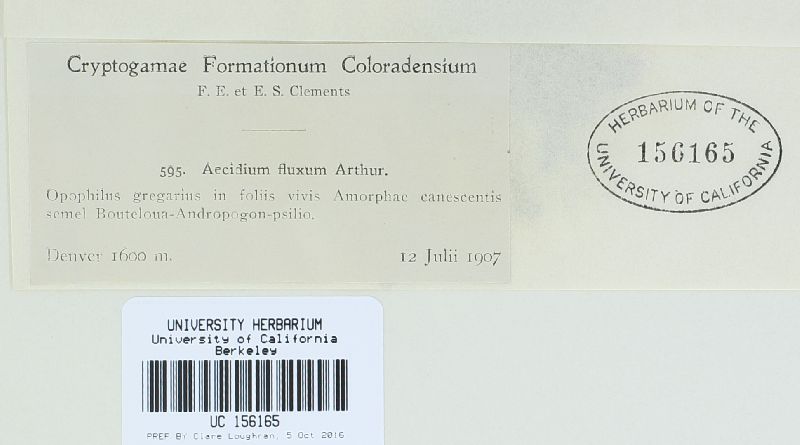 Cryptogamae Formationum Coloradensium
F. E. et E. S. Clements
595. Aecidium fluxum Arthur.
Opophilus gregarius in foliis vivis Amorphae canescentis
semel Bouteloua-Andropogon-psilio.
Denver 1600 m. 12 Julii 1907
HERBARIUM OF THE
156165
UNIVERSITY OF CALIFORNIA
UNIVERSITY HERBARIUM
University of California
Berkeley
UC 156165
PREP. BY Clare Loughran, 5 Oct 2016